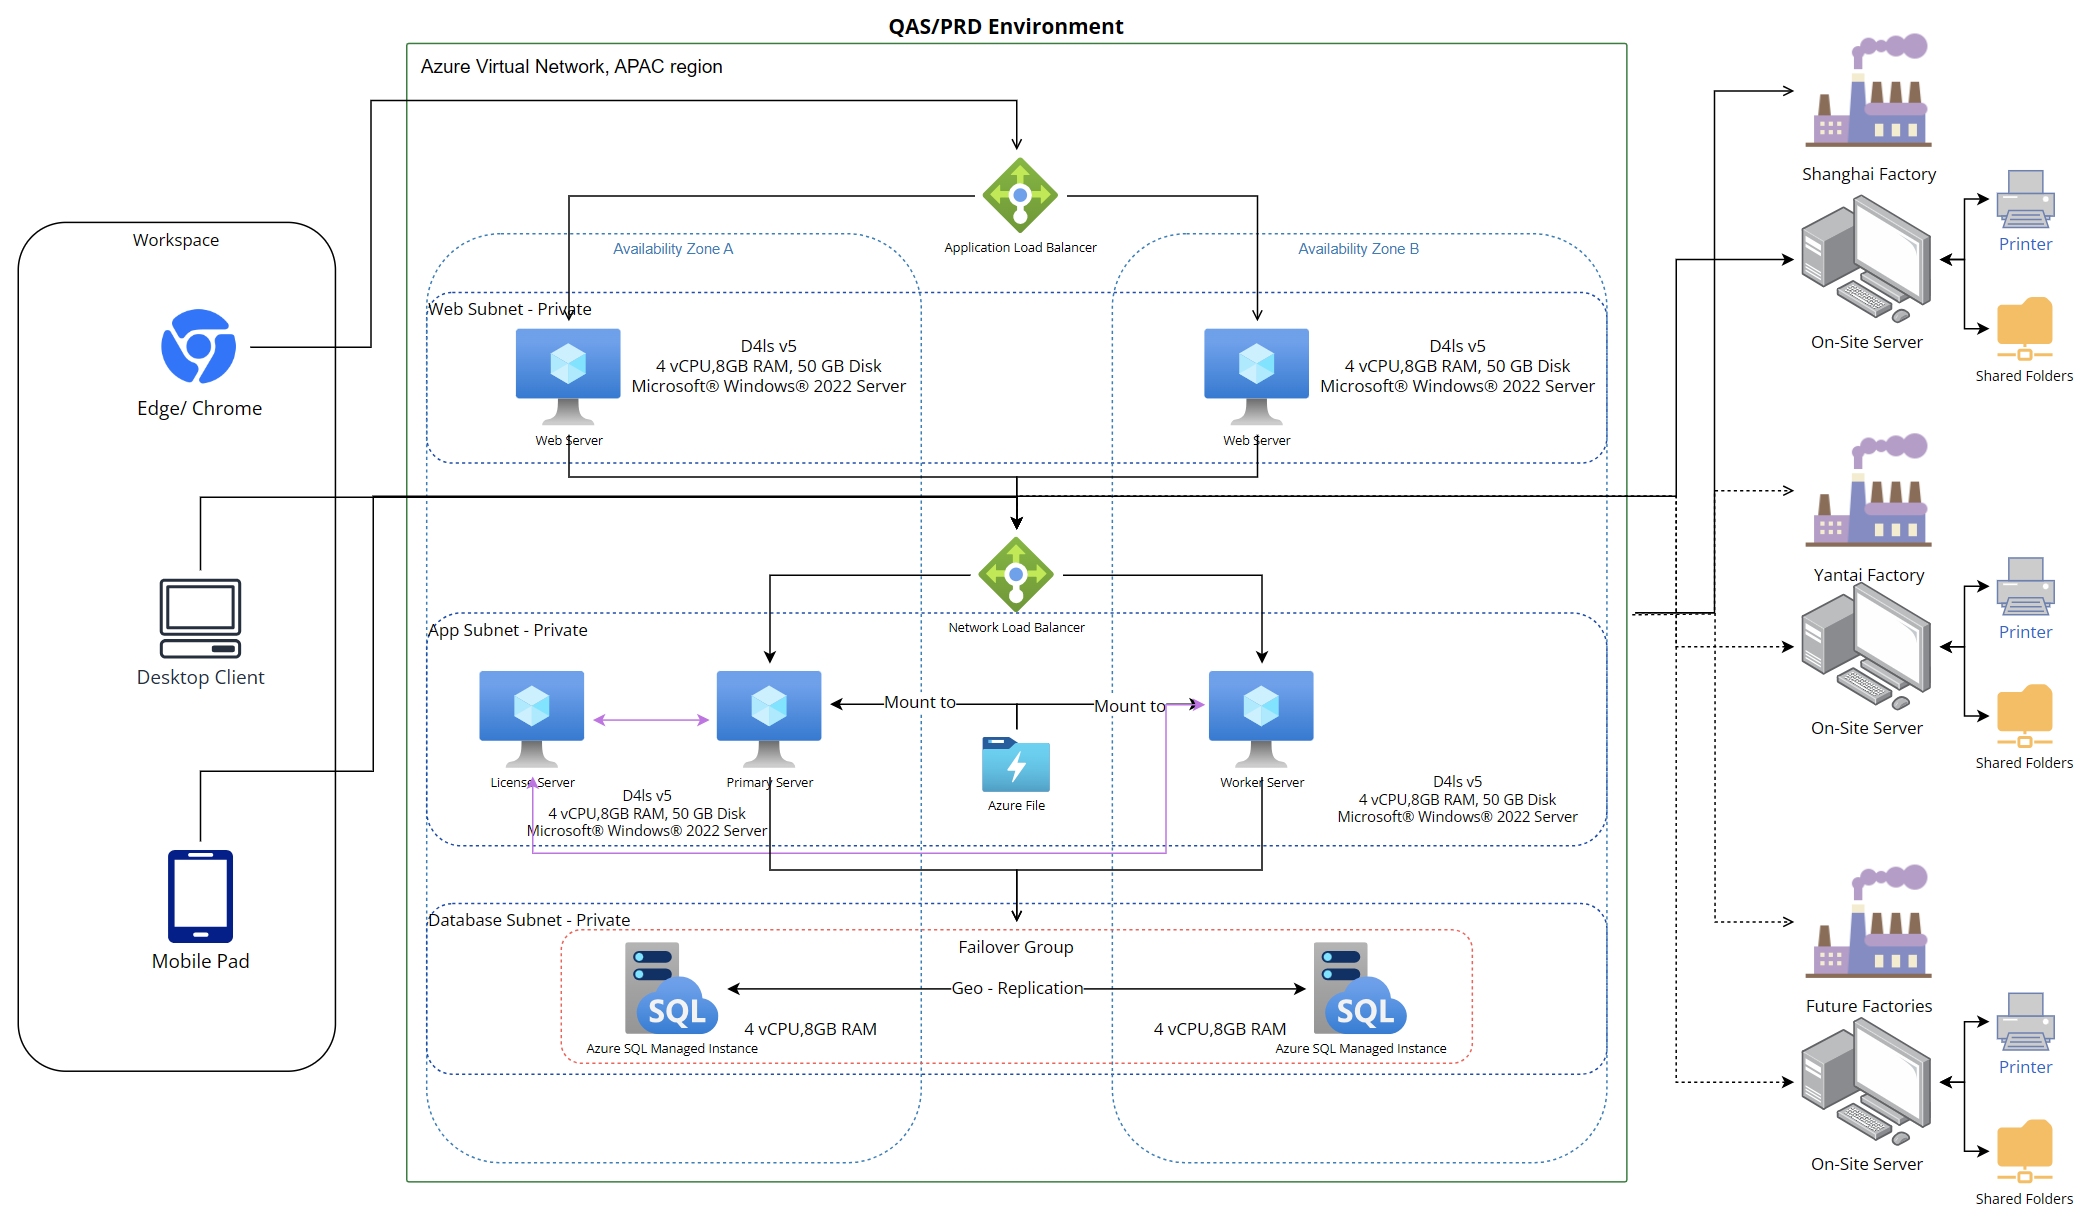 QAS/PRD Environment
Azure Virtual Network, APAC region
Workspace
Edge/ Chrome
Desktop Client
Mobile Pad
Application Load Balancer
Availability Zone A
Availability Zone B
Web Subnet - Private
D4ls v5
4 vCPU,8GB RAM, 50 GB Disk
Microsoft® Windows® 2022 Server
Web Server
D4ls v5
4 vCPU,8GB RAM, 50 GB Disk
Microsoft® Windows® 2022 Server
Web Server
Network Load Balancer
App Subnet - Private
License Server
Primary Server
D4ls v5
4 vCPU,8GB RAM, 50 GB Disk
Microsoft® Windows® 2022 Server
Mount to
Mount to
Azure File
Worker Server
D4ls v5
4 vCPU,8GB RAM, 50 GB Disk
Microsoft® Windows® 2022 Server
Database Subnet - Private
Failover Group
Geo - Replication
SQL
4 vCPU,8GB RAM
Azure SQL Managed Instance
SQL
4 vCPU,8GB RAM
Azure SQL Managed Instance
Shanghai Factory
On-Site Server
Printer
Shared Folders
Yantai Factory
On-Site Server
Printer
Shared Folders
Future Factories
On-Site Server
Printer
Shared Folders